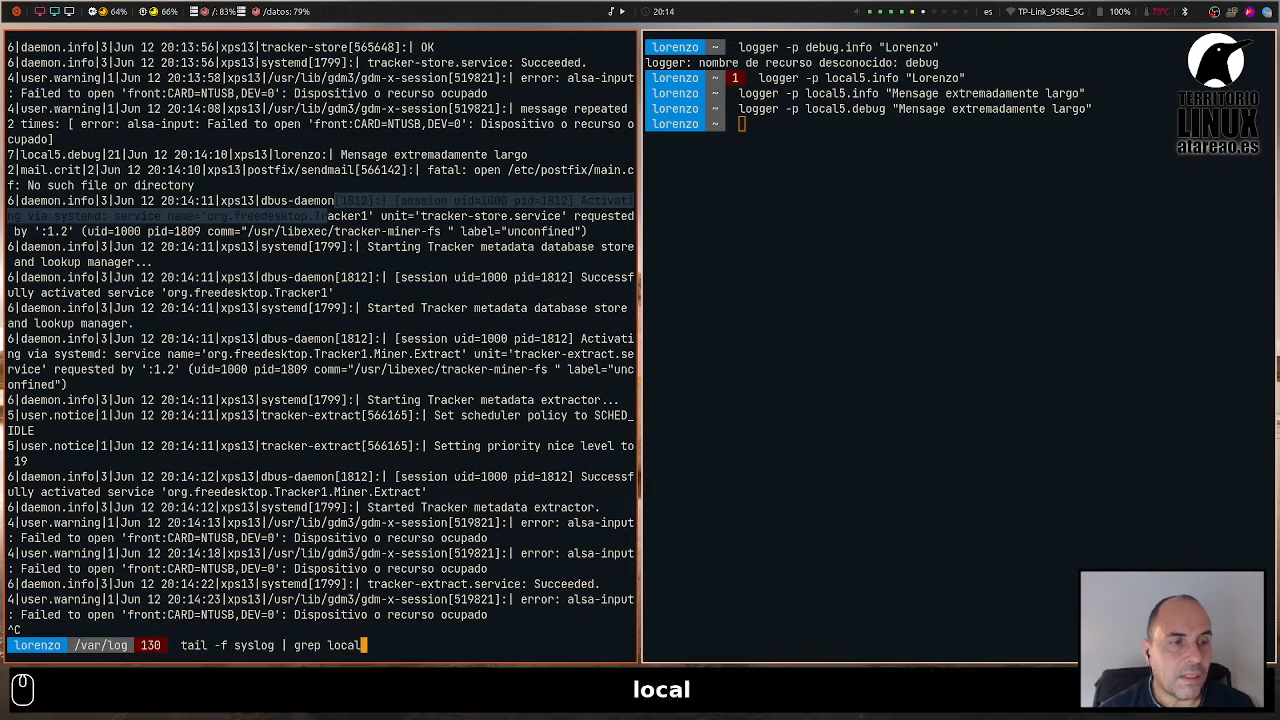 64% 66% /: 83% /datos: 79% 20:14 es TP-Link_958E_5G 100% 78°C
6|daemon.info|3|Jun 12 20:13:56|xps13|tracker-store[565648]:| OK
6|daemon.info|3|Jun 12 20:13:56|xps13|systemd[1799]:| tracker-store.service: Succeeded.
4|user.warning|1|Jun 12 20:13:58|xps13|/usr/lib/gdm3/gdm-x-session[519821]:| error: alsa-input
: Failed to open 'front:CARD=NTUSB,DEV=0': Dispositivo o recurso ocupado
4|user.warning|1|Jun 12 20:14:08|xps13|/usr/lib/gdm3/gdm-x-session[519821]:| message repeated
2 times: [ error: alsa-input: Failed to open 'front:CARD=NTUSB,DEV=0': Dispositivo o recurso o
cupado]
7|local5.debug|21|Jun 12 20:14:10|xps13|lorenzo:| Mensage extremadamente largo
2|mail.crit|2|Jun 12 20:14:10|xps13|postfix/sendmail[566142]:| fatal: open /etc/postfix/main.c
f: No such file or directory
6|daemon.info|3|Jun 12 20:14:11|xps13|dbus-daemon[1812]:| [session uid=1000 pid=1812] Activati
ng via systemd: service name='org.freedesktop.Tracker1' unit='tracker-store.service' requested
by ':1.2' (uid=1000 pid=1809 comm="/usr/libexec/tracker-miner-fs " label="unconfined")
6|daemon.info|3|Jun 12 20:14:11|xps13|systemd[1799]:| Starting Tracker metadata database store
and lookup manager...
6|daemon.info|3|Jun 12 20:14:11|xps13|dbus-daemon[1812]:| [session uid=1000 pid=1812] Successf
ully activated service 'org.freedesktop.Tracker1'
6|daemon.info|3|Jun 12 20:14:11|xps13|systemd[1799]:| Started Tracker metadata database store
and lookup manager.
6|daemon.info|3|Jun 12 20:14:11|xps13|dbus-daemon[1812]:| [session uid=1000 pid=1812] Activati
ng via systemd: service name='org.freedesktop.Tracker1.Miner.Extract' unit='tracker-extract.se
rvice' requested by ':1.2' (uid=1000 pid=1809 comm="/usr/libexec/tracker-miner-fs " label="unc
onfined")
6|daemon.info|3|Jun 12 20:14:11|xps13|systemd[1799]:| Starting Tracker metadata extractor...
5|user.notice|1|Jun 12 20:14:11|xps13|tracker-extract[566165]:| Set scheduler policy to SCHED_
IDLE
5|user.notice|1|Jun 12 20:14:11|xps13|tracker-extract[566165]:| Setting priority nice level to
19
6|daemon.info|3|Jun 12 20:14:11|xps13|dbus-daemon[1812]:| [session uid=1000 pid=1812] Successf
ully activated service 'org.freedesktop.Tracker1.Miner.Extract'
6|daemon.info|3|Jun 12 20:14:12|xps13|systemd[1799]:| Started Tracker metadata extractor.
4|user.warning|1|Jun 12 20:14:13|xps13|/usr/lib/gdm3/gdm-x-session[519821]:| error: alsa-input
: Failed to open 'front:CARD=NTUSB,DEV=0': Dispositivo o recurso ocupado
4|user.warning|1|Jun 12 20:14:18|xps13|/usr/lib/gdm3/gdm-x-session[519821]:| error: alsa-input
: Failed to open 'front:CARD=NTUSB,DEV=0': Dispositivo o recurso ocupado
6|daemon.info|3|Jun 12 20:14:22|xps13|systemd[1799]:| tracker-extract.service: Succeeded.
4|user.warning|1|Jun 12 20:14:23|xps13|/usr/lib/gdm3/gdm-x-session[519821]:| error: alsa-input
: Failed to open 'front:CARD=NTUSB,DEV=0': Dispositivo o recurso ocupado
^C
lorenzo /var/log 130 tail -f syslog | grep local
lorenzo ~ logger -p debug.info "Lorenzo"
logger: nombre de recurso desconocido: debug
lorenzo ~ 1 logger -p local5.info "Lorenzo"
lorenzo ~ logger -p local5.info "Mensage extremadamente largo"
lorenzo ~ logger -p local5.debug "Mensage extremadamente largo"
lorenzo ~
TERRITORIO
LINUX
atareao.es
local